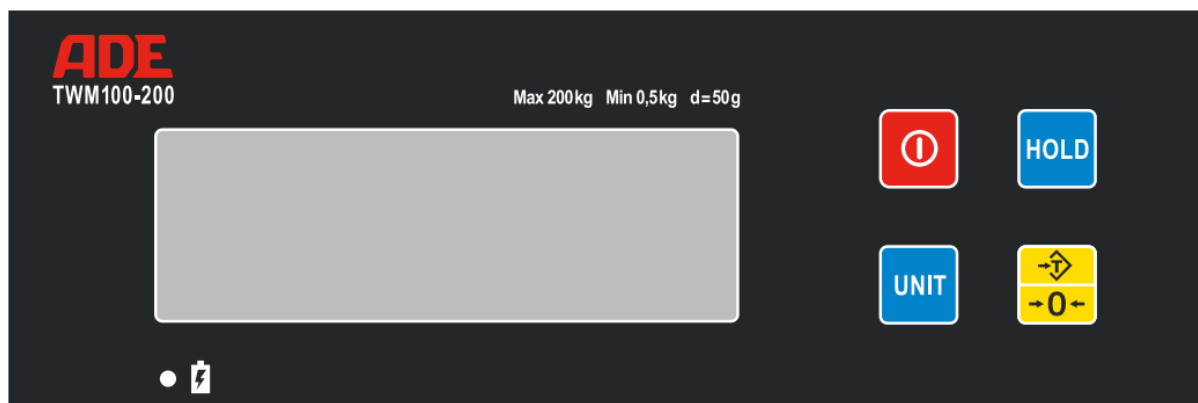 ADE
TWM100-200
Max 200kg Min 0,5kg d=50g
HOLD
UNIT
→T
→0←